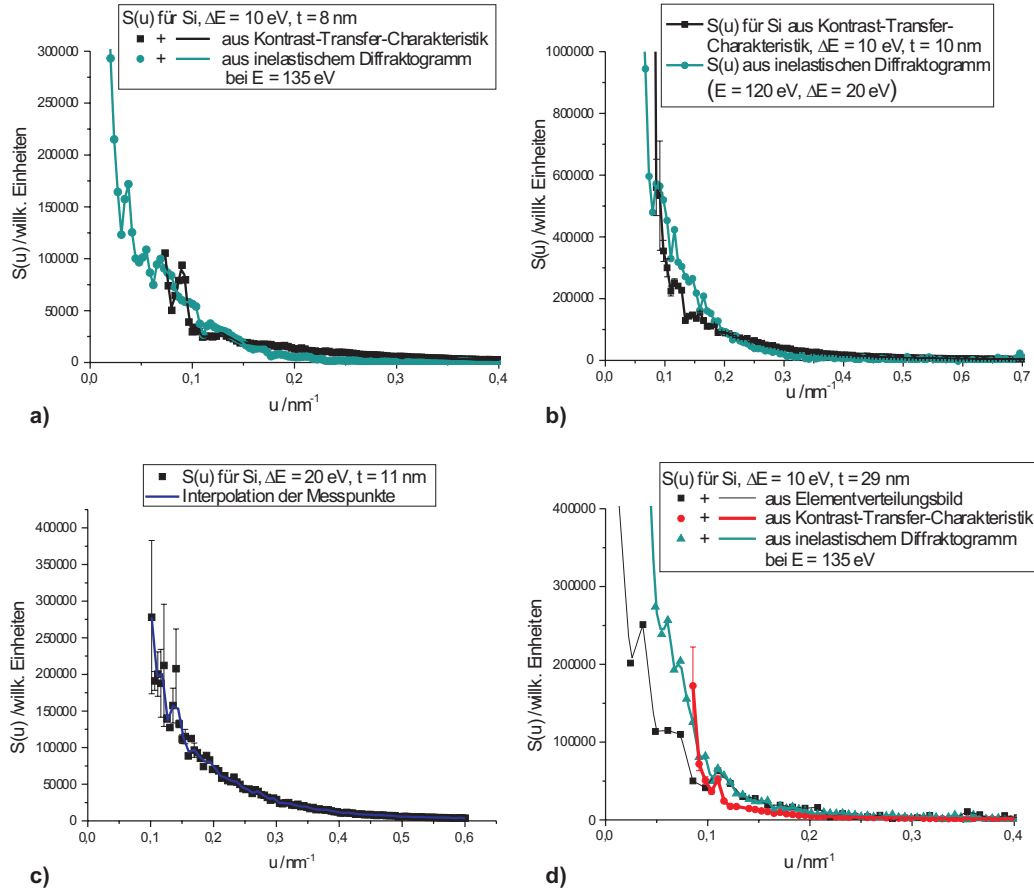 S(u) für Si, ΔE = 10 eV, t = 8 nm
+ aus Kontrast-Transfer-Charakteristik
+ aus inelastischem Diffraktogramm
bei E = 135 eV
300000
250000
200000
150000
100000
50000
0
S(u) /willk. Einheiten
0,0 0,1 0,2 0,3 0,4
u /nm⁻¹
a)
S(u) für Si aus Kontrast-Transfer-
Charakteristik, ΔE = 10 eV, t = 10 nm
S(u) aus inelastischen Diffraktogramm
(E = 120 eV, ΔE = 20 eV)
1000000
800000
600000
400000
200000
0
S(u) /willk. Einheiten
0,0 0,1 0,2 0,3 0,4 0,5 0,6 0,7
u /nm⁻¹
b)
S(u) für Si, ΔE = 20 eV, t = 11 nm
Interpolation der Messpunkte
400000
350000
300000
250000
200000
150000
100000
50000
0
S(u) /willk. Einheiten
0,0 0,1 0,2 0,3 0,4 0,5 0,6
u /nm⁻¹
c)
S(u) für Si, ΔE = 10 eV, t = 29 nm
+ aus Elementverteilungsbild
+ aus Kontrast-Transfer-Charakteristik
+ aus inelastischem Diffraktogramm
bei E = 135 eV
400000
300000
200000
100000
0
S(u) /willk. Einheiten
0,0 0,1 0,2 0,3 0,4
u /nm⁻¹
d)